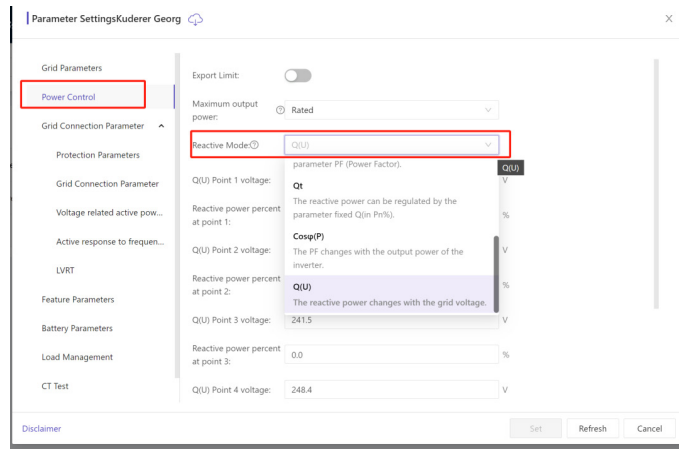 Parameter SettingsKuderer Georg
X
Grid Parameters
Power Control
Grid Connection Parameter
Protection Parameters
Grid Connection Parameter
Voltage related active pow...
Active response to frequen...
LVRT
Feature Parameters
Battery Parameters
Load Management
CT Test
Export Limit:
Maximum output
power:
? Rated
Reactive Mode:? Q(U)
parameter PF (Power Factor).
Q(U)
Q(U) Point 1 voltage:
V
Qt
The reactive power can be regulated by the
parameter fixed Q(in Pn%).
Reactive power percent
at point 1:
%
Cosφ(P)
The PF changes with the output power of the
inverter.
Q(U) Point 2 voltage:
V
Reactive power percent
at point 2:
%
Q(U)
The reactive power changes with the grid voltage.
Q(U) Point 3 voltage: 241.5 V
Reactive power percent
at point 3:
0.0 %
Q(U) Point 4 voltage: 248.4 V
Disclaimer
Set Refresh Cancel